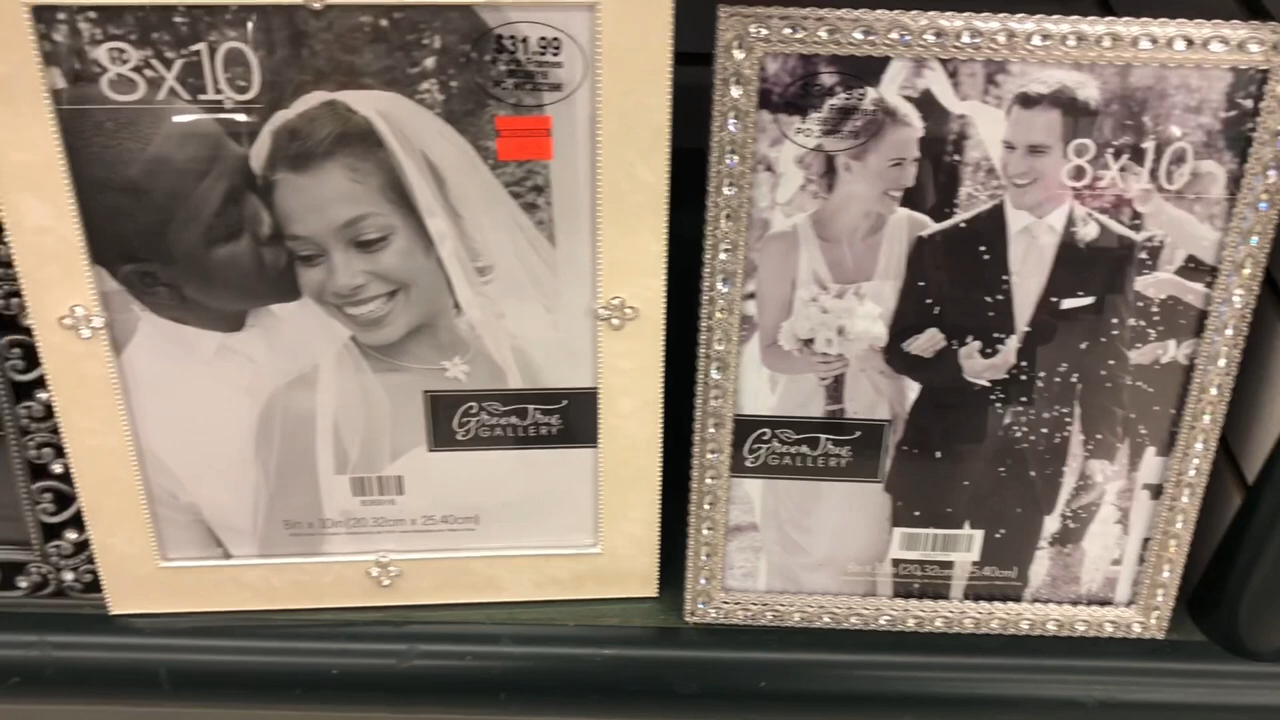 8x10
$31.99
Frames
Green Tree
GALLERY
8in x 10in (20.32cm x 25.40cm)
8x10
Green Tree
GALLERY
(20.32cm x 25.40cm)